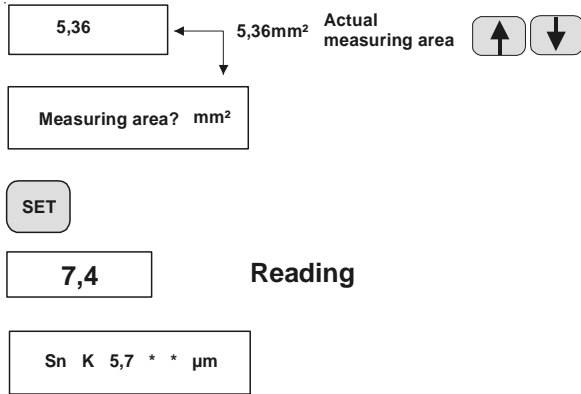 5,36
5,36mm² Actual
measuring area
Measuring area? mm²
SET
7,4 Reading
Sn K 5,7 * * µm